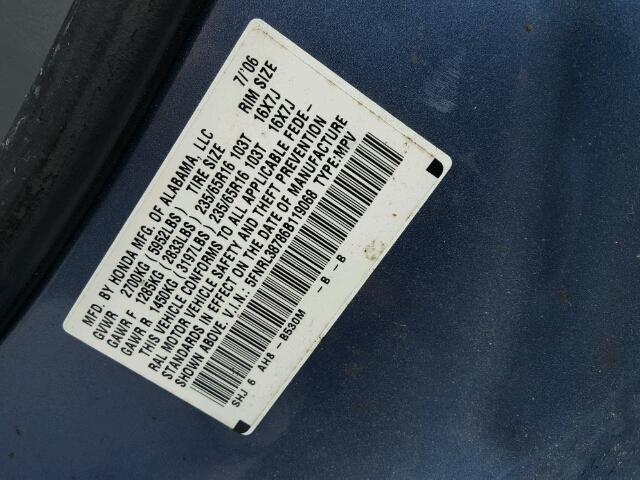 MFD. BY HONDA MFG. OF ALABAMA, LLC 7/'06
GVWR 2700KG (5952LBS) TIRE SIZE RIM SIZE
GAWR F 1285KG (2833LBS) 235/65R16 103T 16X7J
GAWR R 1450KG (3197LBS) 235/65R16 103T 16X7J
THIS VEHICLE CONFORMS TO ALL APPLICABLE FEDE-
RAL MOTOR VEHICLE SAFETY AND THEFT PREVENTION
STANDARDS IN EFFECT ON THE DATE OF MANUFACTURE
SHOWN ABOVE V.I.N.: 5FNRL38786B119068 TYPE:MPV
SHJ 6 AH8 -B530M - B - B